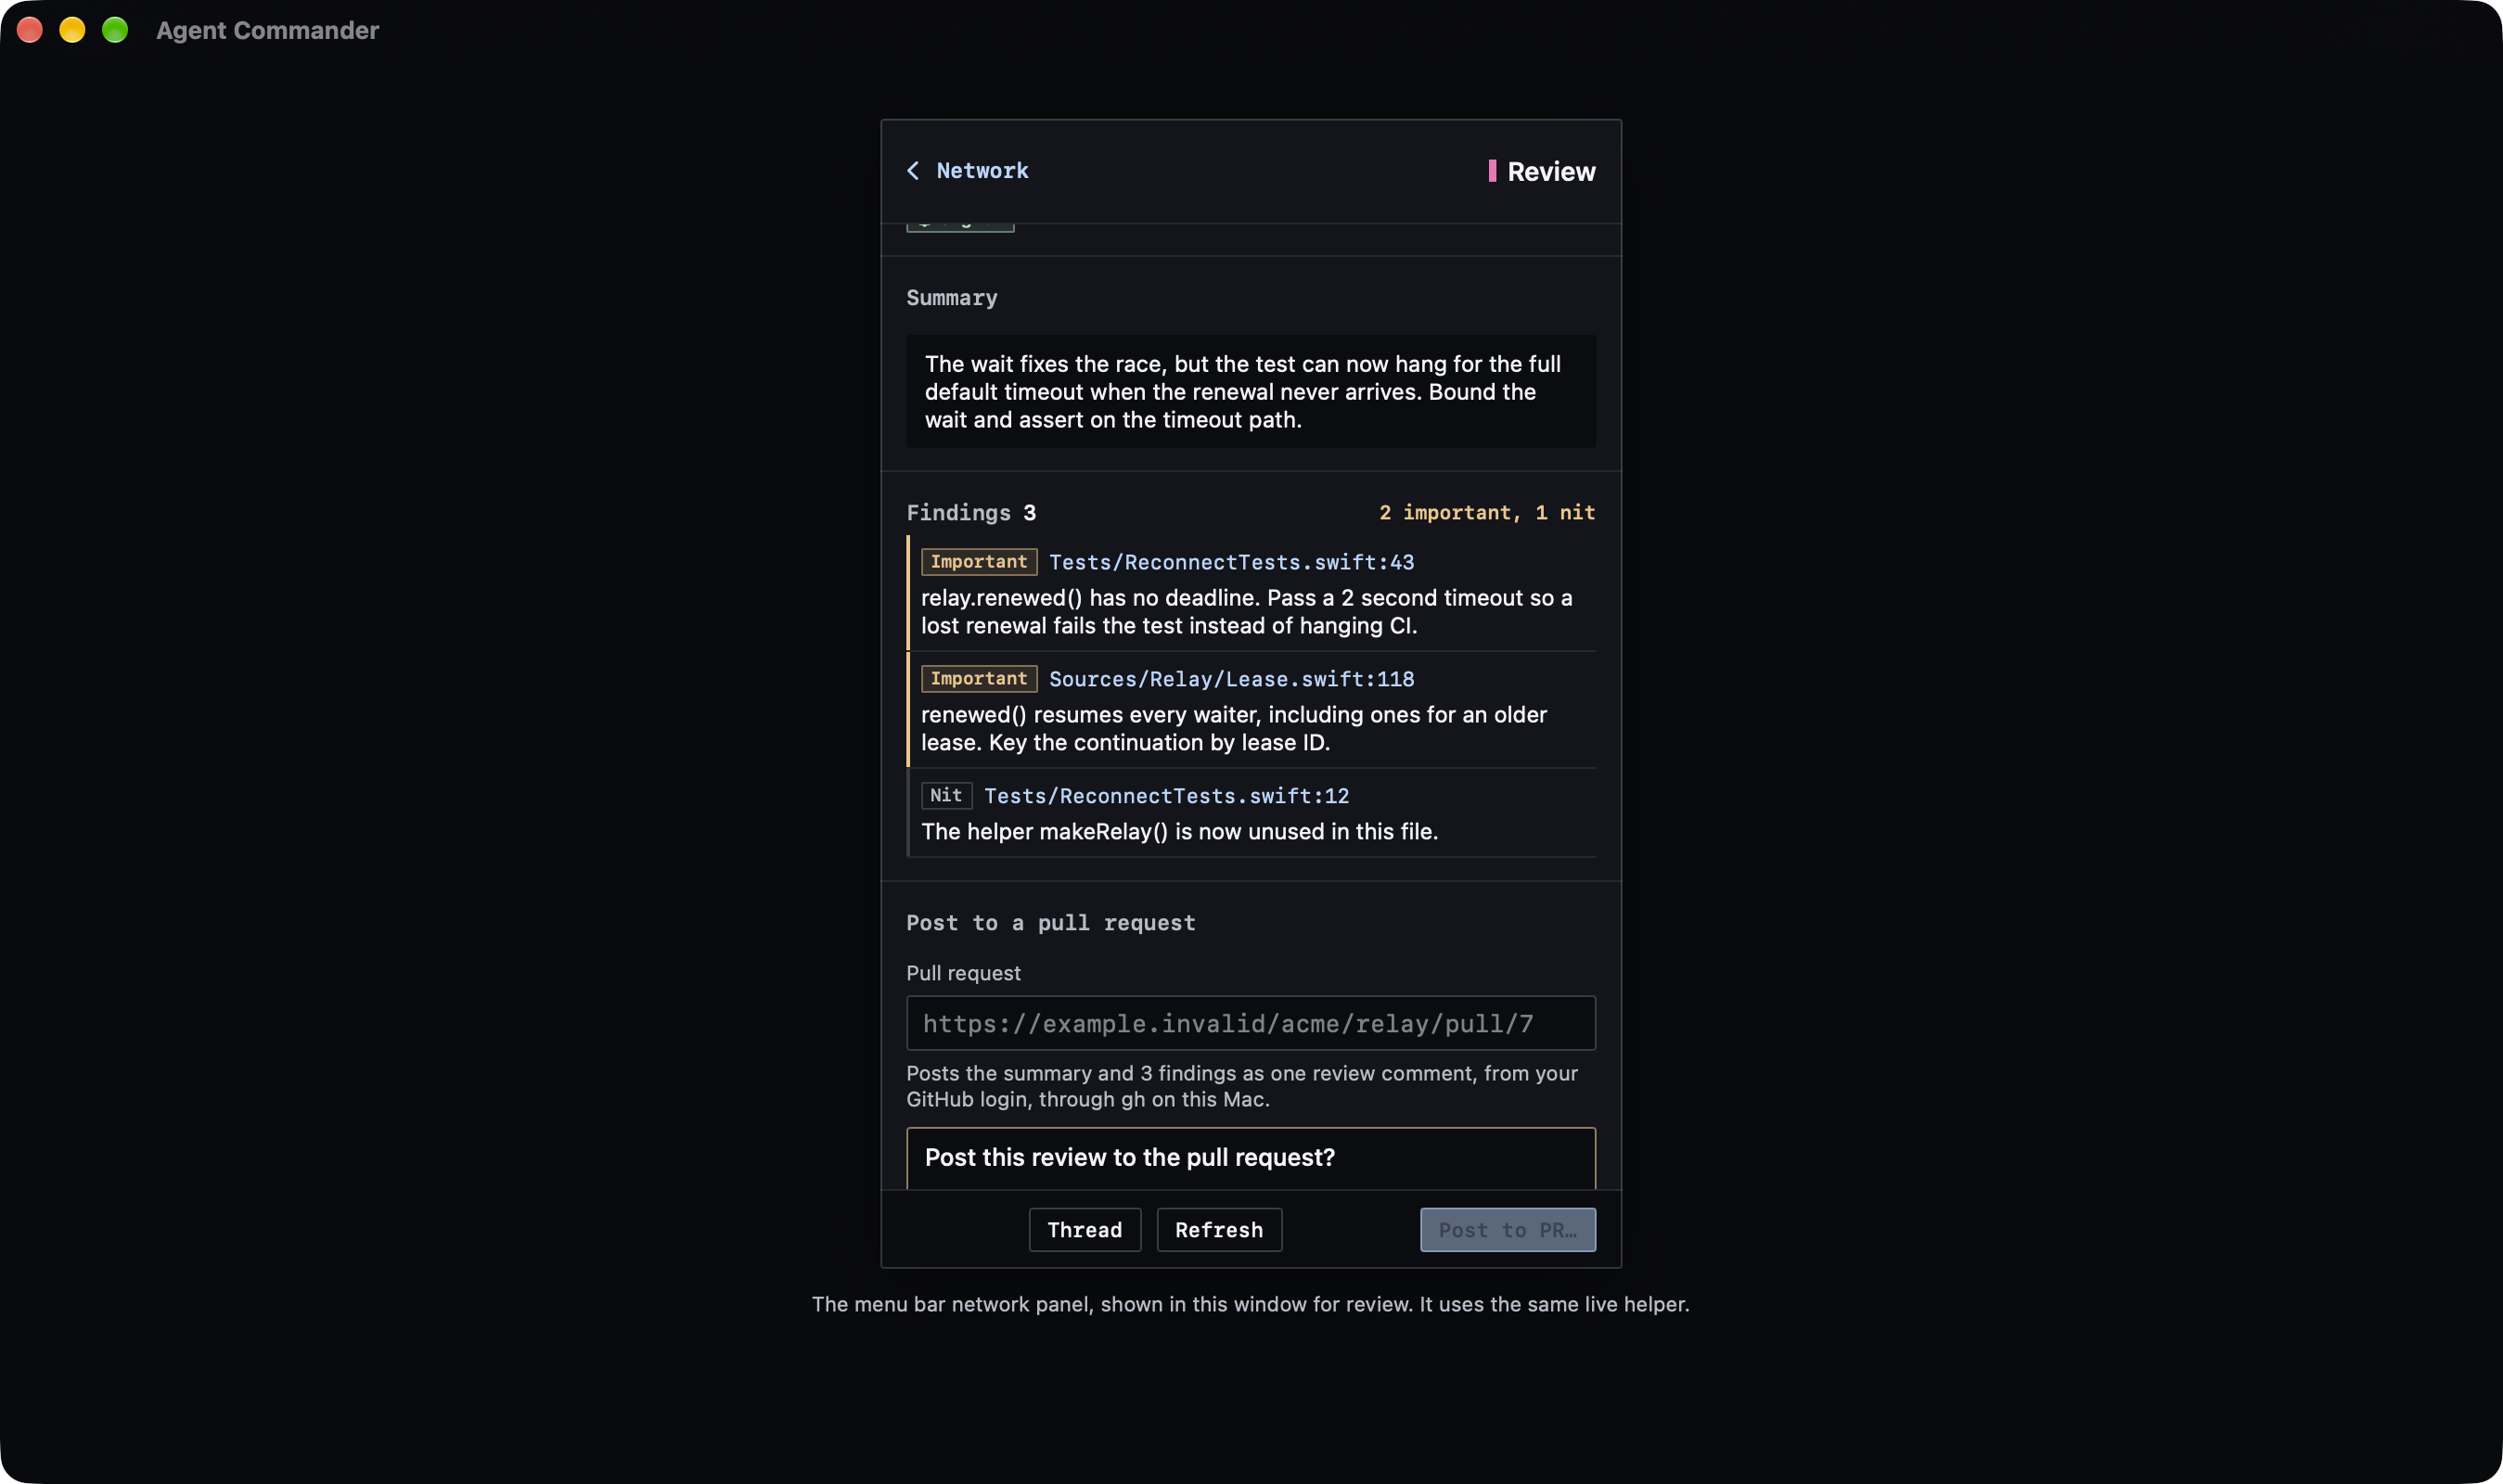 Agent Commander
Network
Review
Summary
The wait fixes the race, but the test can now hang for the full
default timeout when the renewal never arrives. Bound the
wait and assert on the timeout path.
Findings 3
2 important, 1 nit
Important Tests/ReconnectTests.swift:43
relay.renewed() has no deadline. Pass a 2 second timeout so a
lost renewal fails the test instead of hanging CI.
Important Sources/Relay/Lease.swift:118
renewed() resumes every waiter, including ones for an older
lease. Key the continuation by lease ID.
Nit Tests/ReconnectTests.swift:12
The helper makeRelay() is now unused in this file.
Post to a pull request
Pull request
https://example.invalid/acme/relay/pull/7
Posts the summary and 3 findings as one review comment, from your
GitHub login, through gh on this Mac.
Post this review to the pull request?
Thread
Refresh
Post to PR…
The menu bar network panel, shown in this window for review. It uses the same live helper.